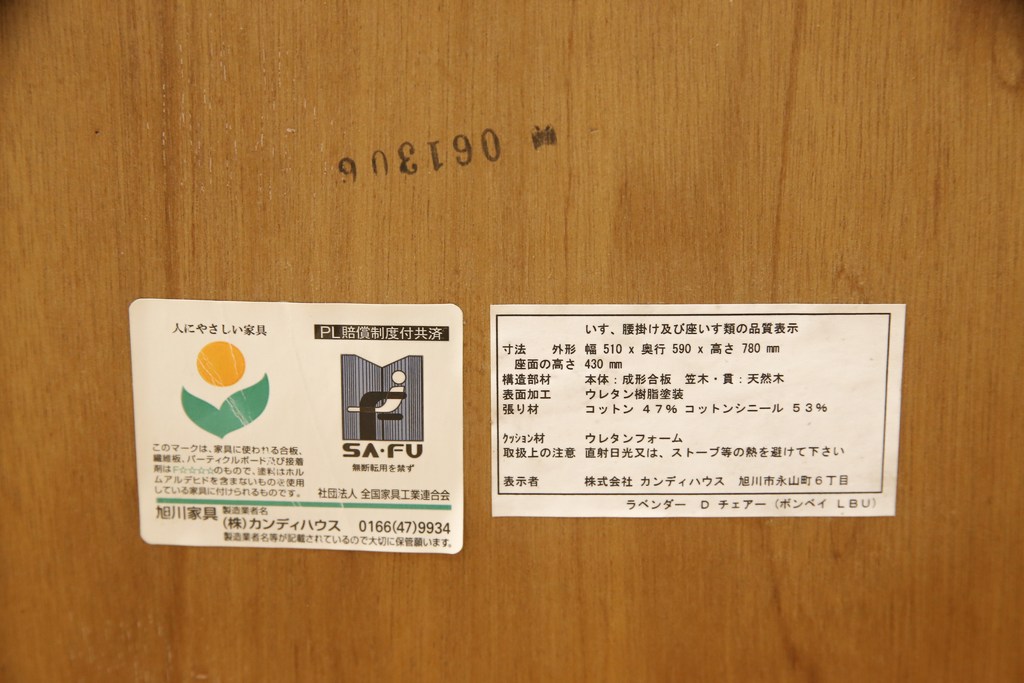 061306
人にやさしい家具
PL賠償制度付共済
SA·FU
無断転用を禁ず
このマークは、家具に使われる合板、
繊維板、パーティクルボード及び接着
剤はF☆☆☆☆のもので、塗料はホル
ムアルデヒドを含まないものを使用
している家具に付けられるものです。
社団法人 全国家具工業連合会
旭川家具 製造業者名
(株)カンディハウス 0166(47)9934
製造業者名等が記載されているので大切に保管願います。
いす、腰掛け及び座いす類の品質表示
寸法 外形 幅 510 x 奥行 590 x 高さ 780 mm
座面の高さ 430 mm
構造部材 本体:成形合板 笠木・貫:天然木
表面加工 ウレタン樹脂塗装
張り材 コットン 47% コットンシニール 53%
クッション材 ウレタンフォーム
取扱上の注意 直射日光又は、ストーブ等の熱を避けて下さい
表示者 株式会社 カンディハウス 旭川市永山町6丁目
ラベンダー D チェアー (ボンベイ LBU)